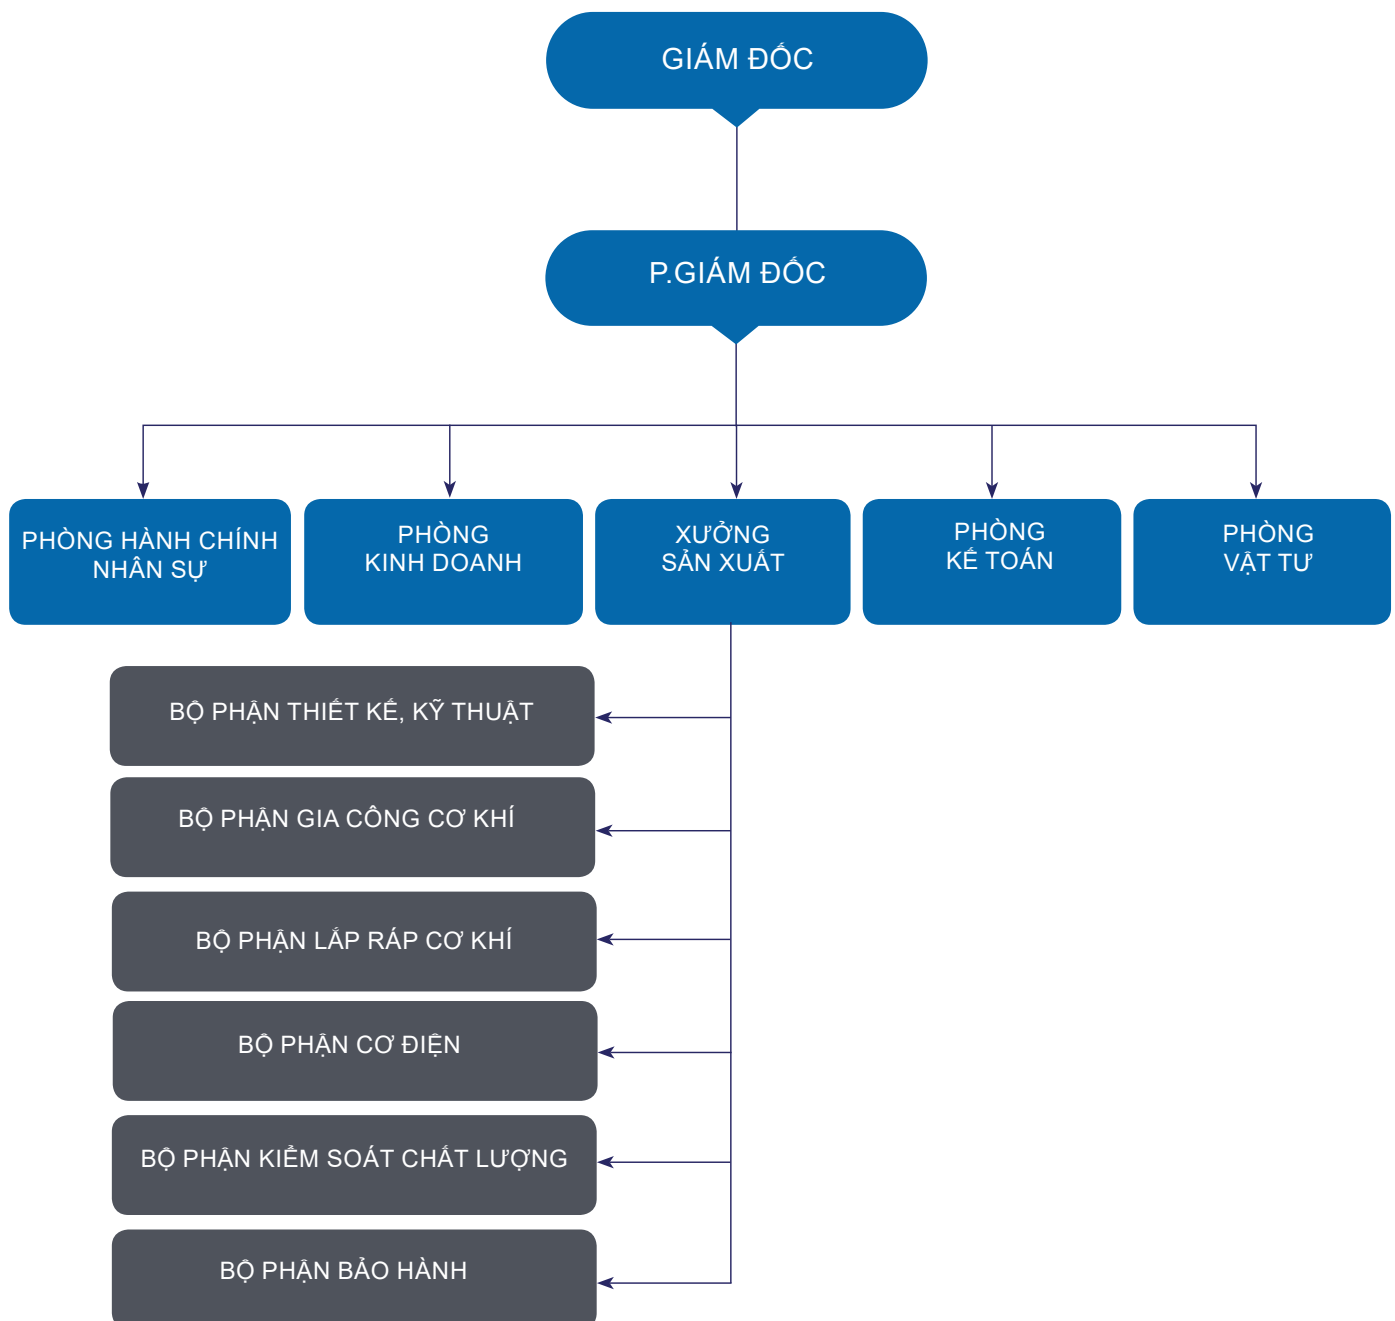 GIÁM ĐỐC
P.GIÁM ĐỐC
PHÒNG HÀNH CHÍNH
NHÂN SỰ
PHÒNG
KINH DOANH
XƯỞNG
SẢN XUẤT
PHÒNG
KẾ TOÁN
PHÒNG
VẬT TƯ
BỘ PHẬN THIẾT KẾ, KỸ THUẬT
BỘ PHẬN GIA CÔNG CƠ KHÍ
BỘ PHẬN LẮP RÁP CƠ KHÍ
BỘ PHẬN CƠ ĐIỆN
BỘ PHẬN KIỂM SOÁT CHẤT LƯỢNG
BỘ PHẬN BẢO HÀNH